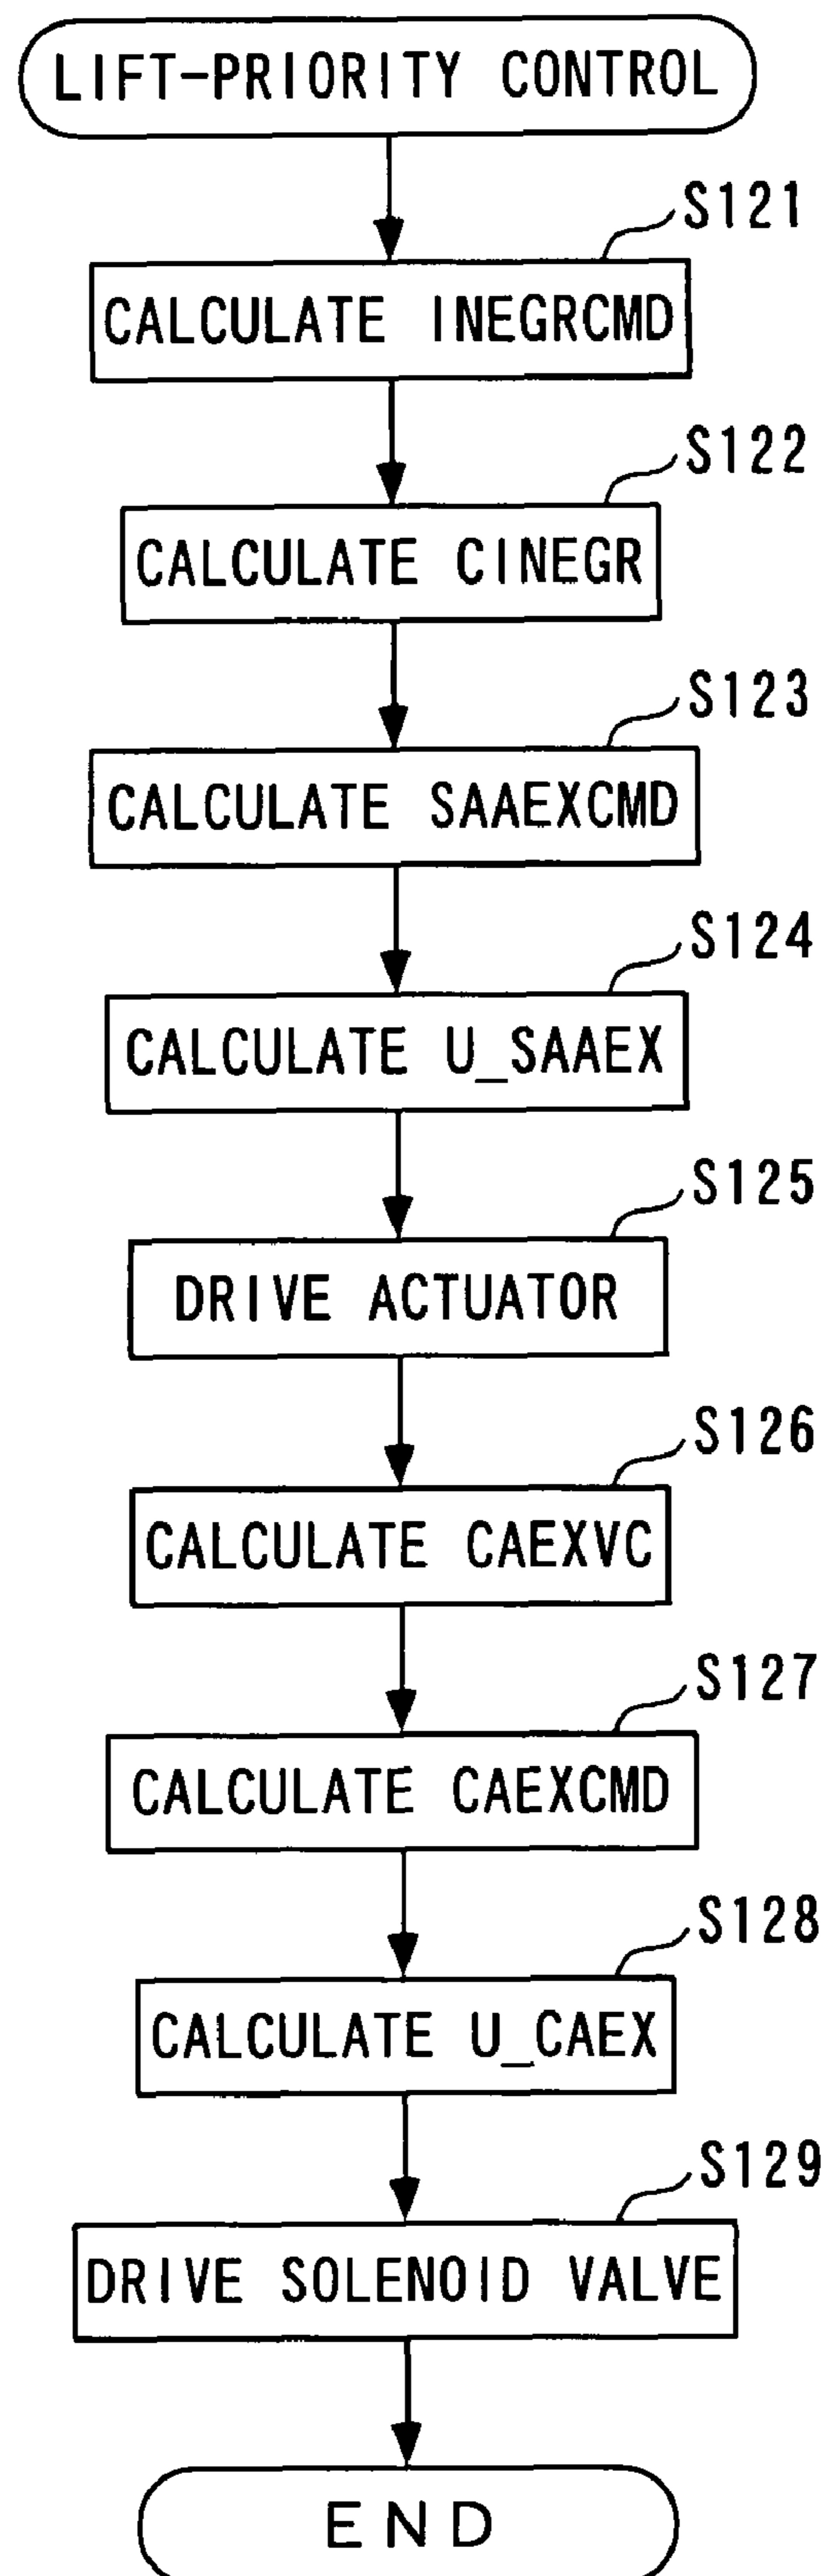 LIFT-PRIORITY CONTROL
S121
CALCULATE INEGRCMD
S122
CALCULATE CINEGR
S123
CALCULATE SAAEXCMD
S124
CALCULATE U_SAAEX
S125
DRIVE ACTUATOR
S126
CALCULATE CAEXVC
S127
CALCULATE CAEXCMD
S128
CALCULATE U_CAEX
S129
DRIVE SOLENOID VALVE
END